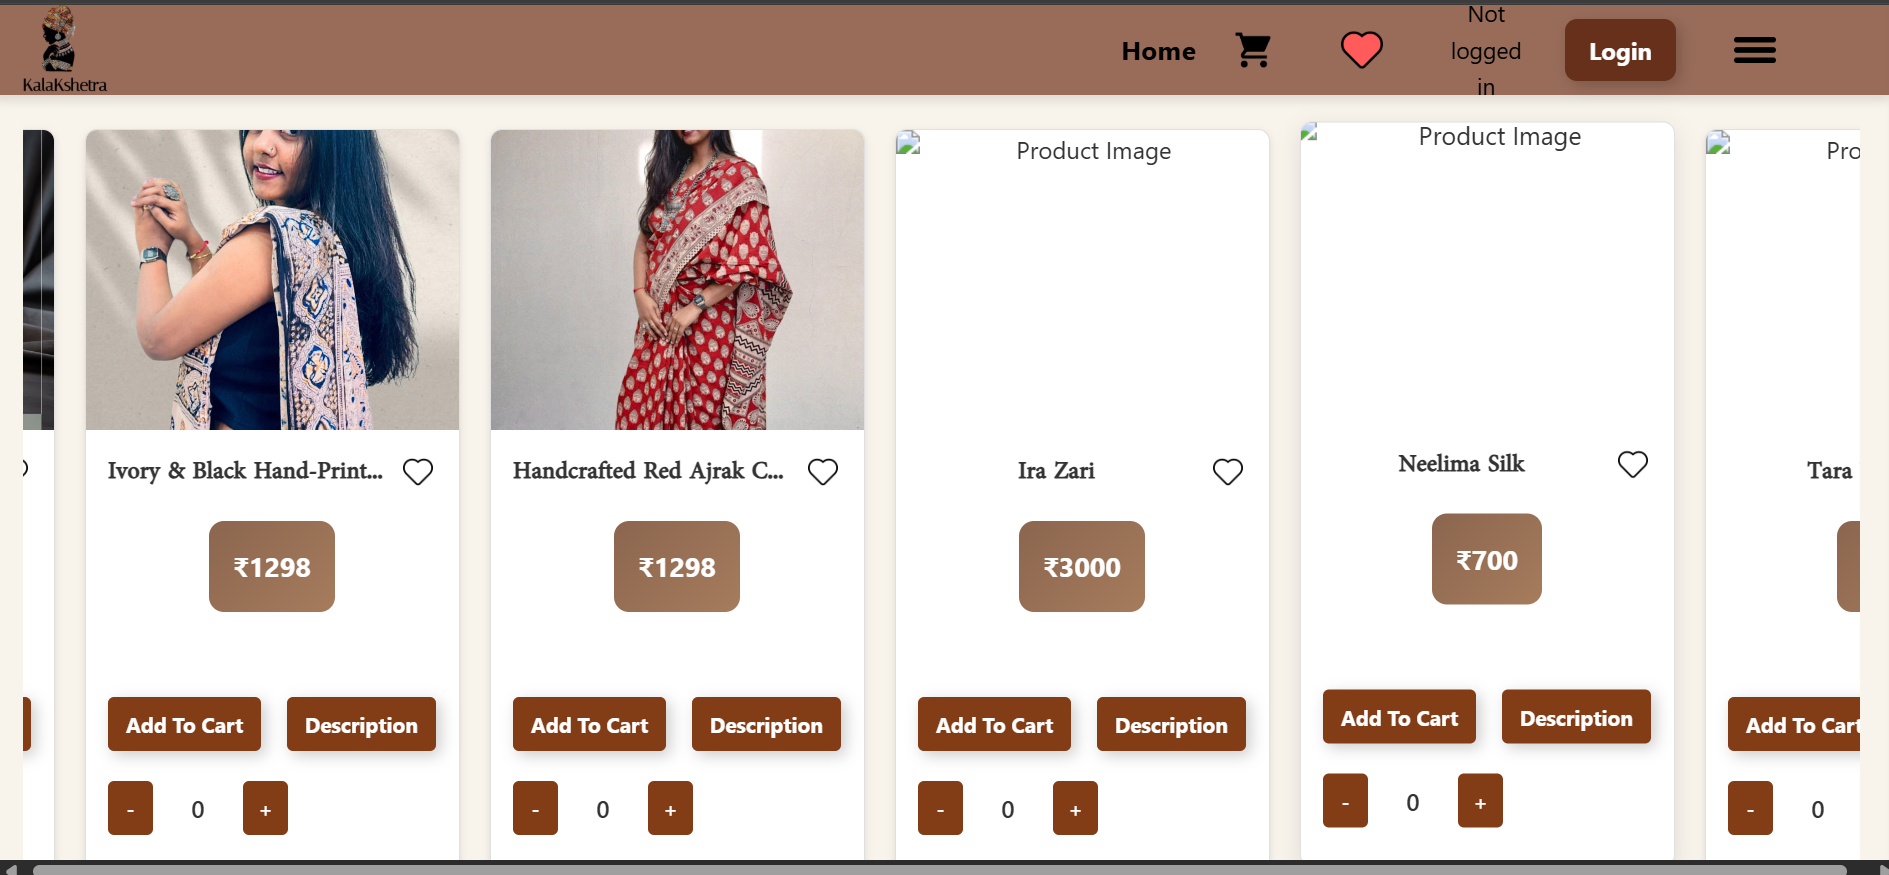 KalaKshetra
Home
Not
logged
in
Login
Product Image
Product Image
Pro
Ivory & Black Hand-Print...
Handcrafted Red Ajrak C...
Ira Zari
Neelima Silk
Tara
₹1298
₹1298
₹3000
₹700
Add To Cart
Description
Add To Cart
Description
Add To Cart
Description
Add To Cart
Description
Add To Cart
- 0 +
- 0 +
- 0 +
- 0 +
- 0